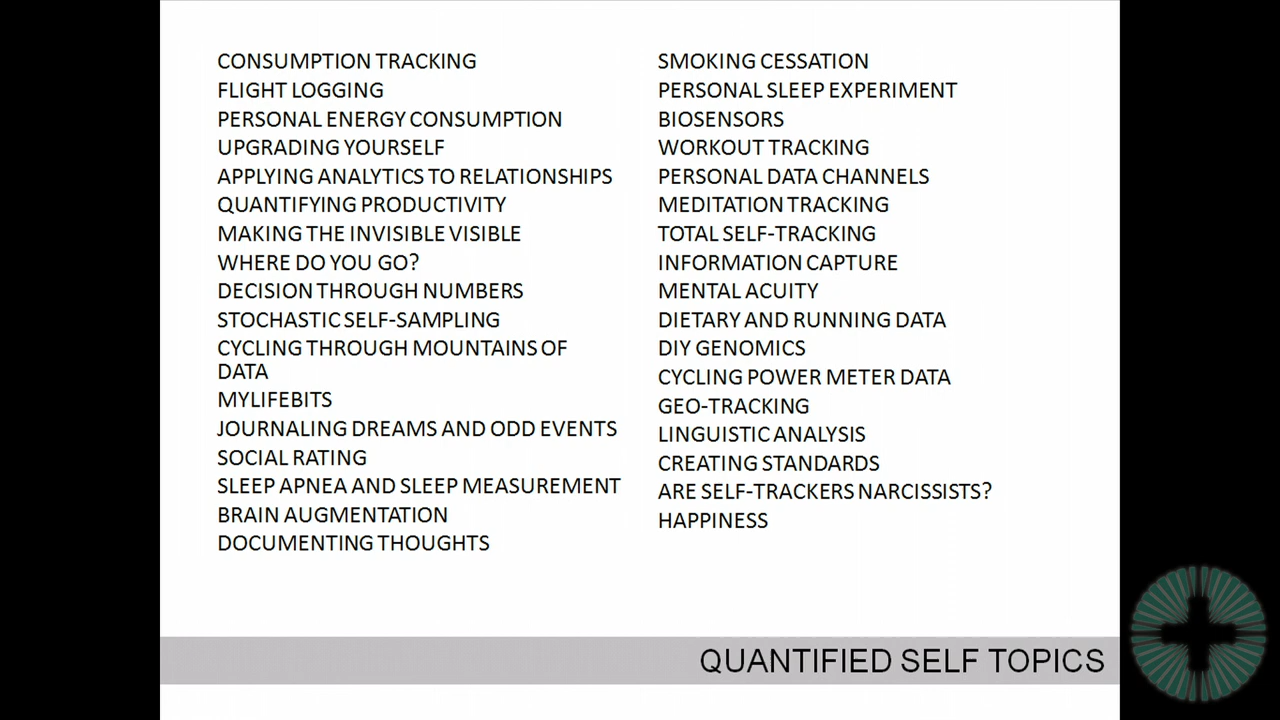 CONSUMPTION TRACKING
FLIGHT LOGGING
PERSONAL ENERGY CONSUMPTION
UPGRADING YOURSELF
APPLYING ANALYTICS TO RELATIONSHIPS
QUANTIFYING PRODUCTIVITY
MAKING THE INVISIBLE VISIBLE
WHERE DO YOU GO?
DECISION THROUGH NUMBERS
STOCHASTIC SELF-SAMPLING
CYCLING THROUGH MOUNTAINS OF
DATA
MYLIFEBITS
JOURNALING DREAMS AND ODD EVENTS
SOCIAL RATING
SLEEP APNEA AND SLEEP MEASUREMENT
BRAIN AUGMENTATION
DOCUMENTING THOUGHTS
SMOKING CESSATION
PERSONAL SLEEP EXPERIMENT
BIOSENSORS
WORKOUT TRACKING
PERSONAL DATA CHANNELS
MEDITATION TRACKING
TOTAL SELF-TRACKING
INFORMATION CAPTURE
MENTAL ACUITY
DIETARY AND RUNNING DATA
DIY GENOMICS
CYCLING POWER METER DATA
GEO-TRACKING
LINGUISTIC ANALYSIS
CREATING STANDARDS
ARE SELF-TRACKERS NARCISSISTS?
HAPPINESS
QUANTIFIED SELF TOPICS